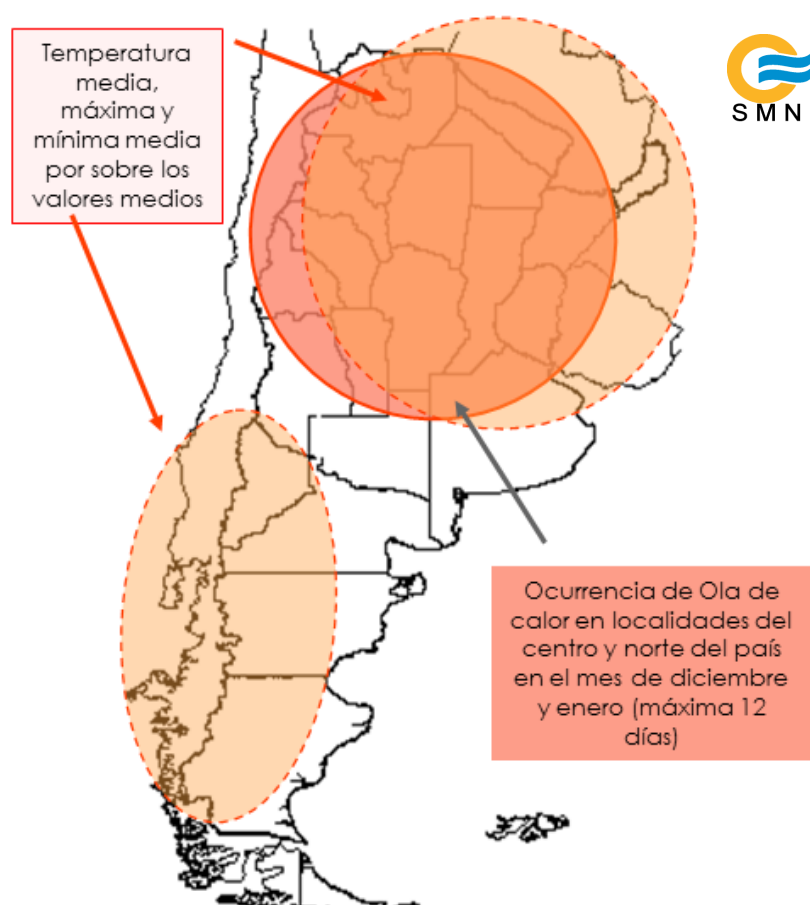 Temperatura
media,
máxima y
mínima media
por sobre los
valores medios
SMN
Ocurrencia de Ola de
calor en localidades del
centro y norte del país
en el mes de diciembre
y enero (máxima 12
días)